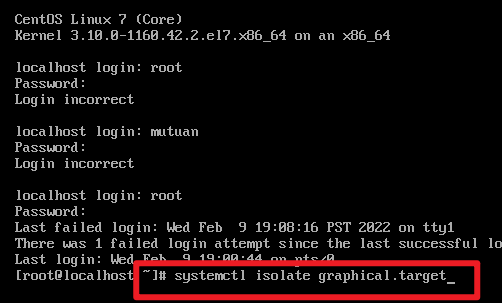 CentOS Linux 7 (Core)
Kernel 3.10.0-1160.42.2.el7.x86_64 on an x86_64
localhost login: root
Password:
Login incorrect
localhost login: mutuan
Password:
Login incorrect
localhost login: root
Password:
Last failed login: Wed Feb  9 19:08:16 PST 2022 on tty1
There was 1 failed login attempt since the last successful lo
Last login: Wed Feb  9 19:00:44 on pts/0
[root@localhost ~]# systemctl isolate graphical.target_